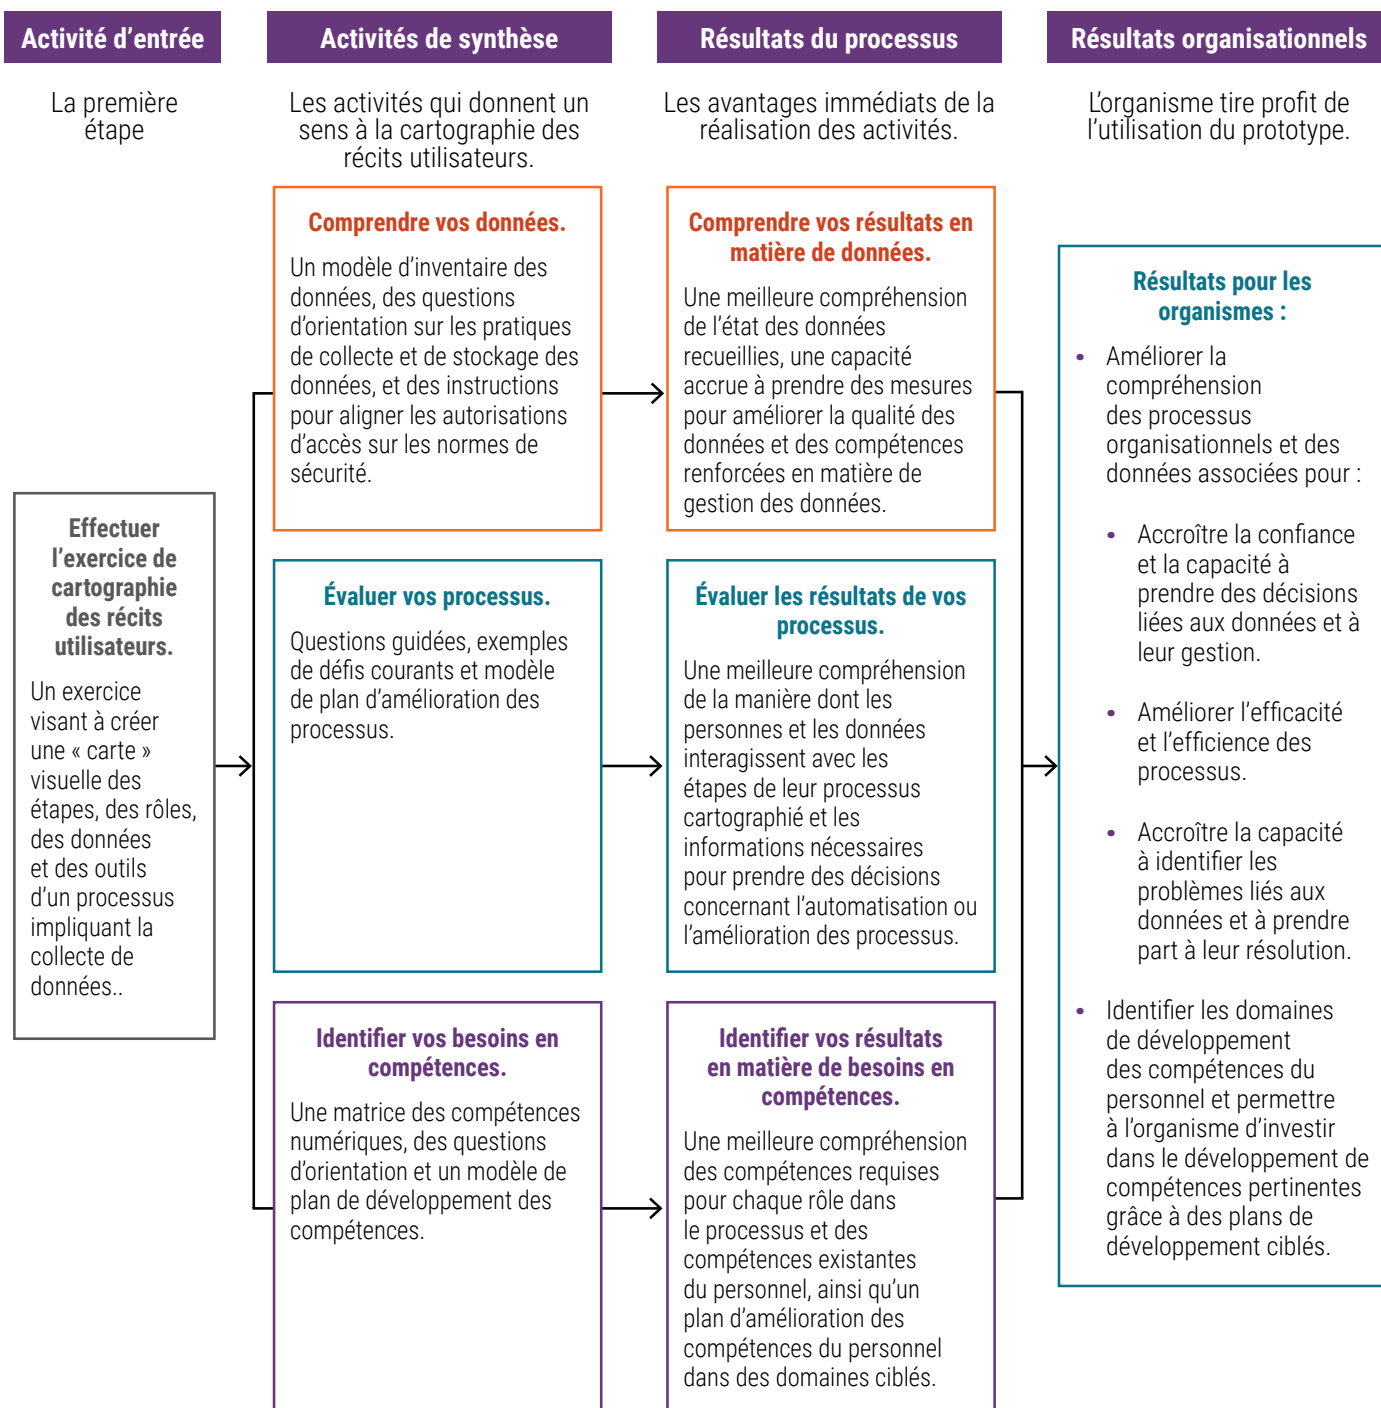 Activité d’entrée
La première
étape
Effectuer
l’exercice de
cartographie
des récits
utilisateurs.
Un exercice
visant à créer
une « carte »
visuelle des
étapes, des rôles,
des données
et des outils
d’un processus
impliquant la
collecte de
données..
Activités de synthèse
Les activités qui donnent un
sens à la cartographie des
récits utilisateurs.
Comprendre vos données.
Un modèle d’inventaire des
données, des questions
d’orientation sur les pratiques
de collecte et de stockage des
données, et des instructions
pour aligner les autorisations
d’accès sur les normes de
sécurité.
Évaluer vos processus.
Questions guidées, exemples
de défis courants et modèle
de plan d’amélioration des
processus.
Identifier vos besoins en
compétences.
Une matrice des compétences
numériques, des questions
d’orientation et un modèle de
plan de développement des
compétences.
Résultats du processus
Les avantages immédiats de la
réalisation des activités.
Comprendre vos résultats en
matière de données.
Une meilleure compréhension
de l’état des données
recueillies, une capacité
accrue à prendre des mesures
pour améliorer la qualité des
données et des compétences
renforcées en matière de
gestion des données.
Évaluer les résultats de vos
processus.
Une meilleure compréhension
de la manière dont les
personnes et les données
interagissent avec les
étapes de leur processus
cartographié et les
informations nécessaires
pour prendre des décisions
concernant l’automatisation ou
l’amélioration des processus.
Identifier vos résultats
en matière de besoins en
compétences.
Une meilleure compréhension
des compétences requises
pour chaque rôle dans
le processus et des
compétences existantes
du personnel, ainsi qu’un
plan d’amélioration des
compétences du personnel
dans des domaines ciblés.
Résultats organisationnels
L’organisme tire profit de
l’utilisation du prototype.
Résultats pour les
organismes :
• Améliorer la
compréhension
des processus
organisationnels et des
données associées pour :
• Accroître la confiance
et la capacité à
prendre des décisions
liées aux données et à
leur gestion.
• Améliorer l’efficacité
et l’efficience des
processus.
• Accroître la capacité
à identifier les
problèmes liés aux
données et à prendre
part à leur résolution.
• Identifier les domaines
de développement
des compétences du
personnel et permettre
à l’organisme d’investir
dans le développement de
compétences pertinentes
grâce à des plans de
développement ciblés.